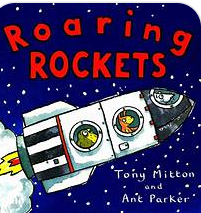 Roaring
ROCKETS
Tony Mitton
and
Ant Parker